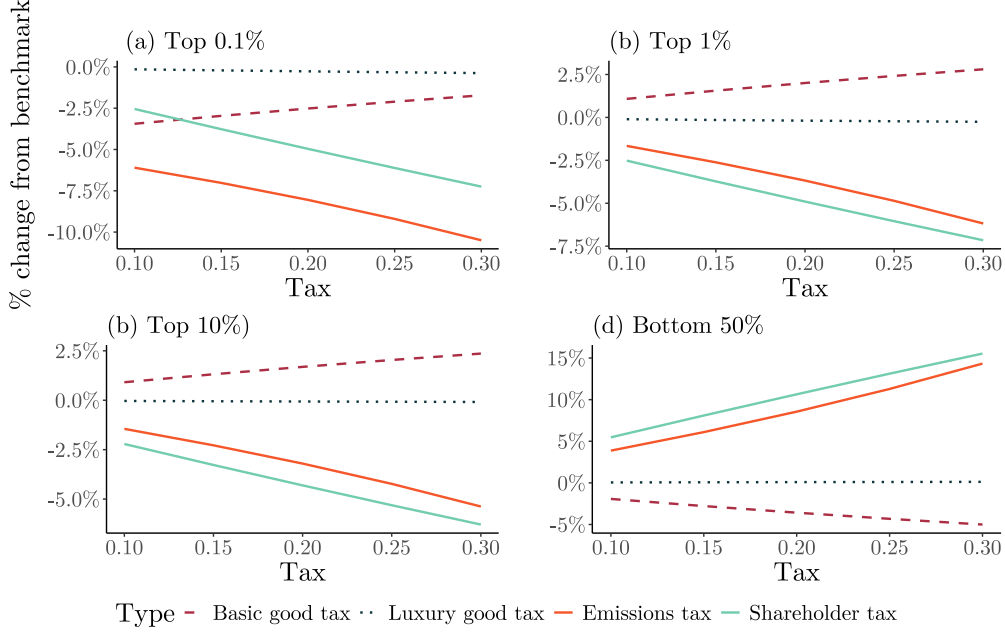 % change from benchmark
(a) Top 0.1%
0.0%
-2.5%
-5.0%
-7.5%
-10.0%
0.10 0.15 0.20 0.25 0.30
Tax
(b) Top 1%
2.5%
0.0%
-2.5%
-5.0%
-7.5%
0.10 0.15 0.20 0.25 0.30
Tax
(b) Top 10%)
2.5%
0.0%
-2.5%
-5.0%
0.10 0.15 0.20 0.25 0.30
Tax
(d) Bottom 50%
15%
10%
5%
0%
-5%
0.10 0.15 0.20 0.25 0.30
Tax
Type Basic good tax Luxury good tax Emissions tax Shareholder tax